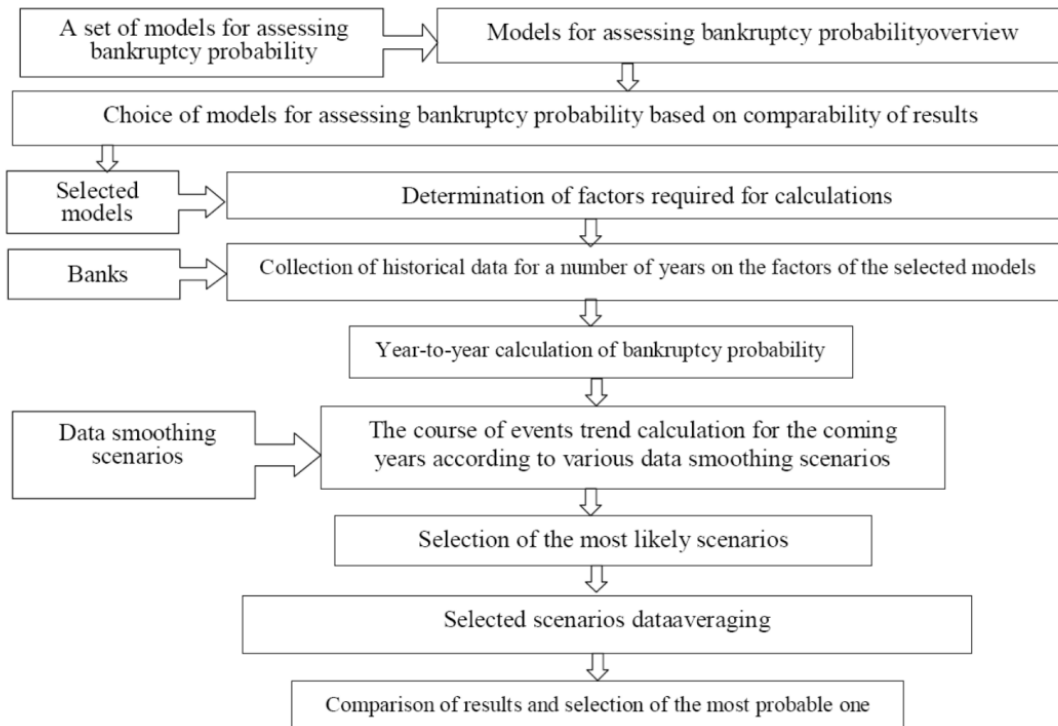 A set of models for assessing
bankruptcy probability
Models for assessing bankruptcy probabilityoverview
Choice of models for assessing bankruptcy probability based on comparability of results
Selected
models
Determination of factors required for calculations
Banks
Collection of historical data for a number of years on the factors of the selected models
Year-to-year calculation of bankruptcy probability
Data smoothing
scenarios
The course of events trend calculation for the coming
years according to various data smoothing scenarios
Selection of the most likely scenarios
Selected scenarios dataaveraging
Comparison of results and selection of the most probable one